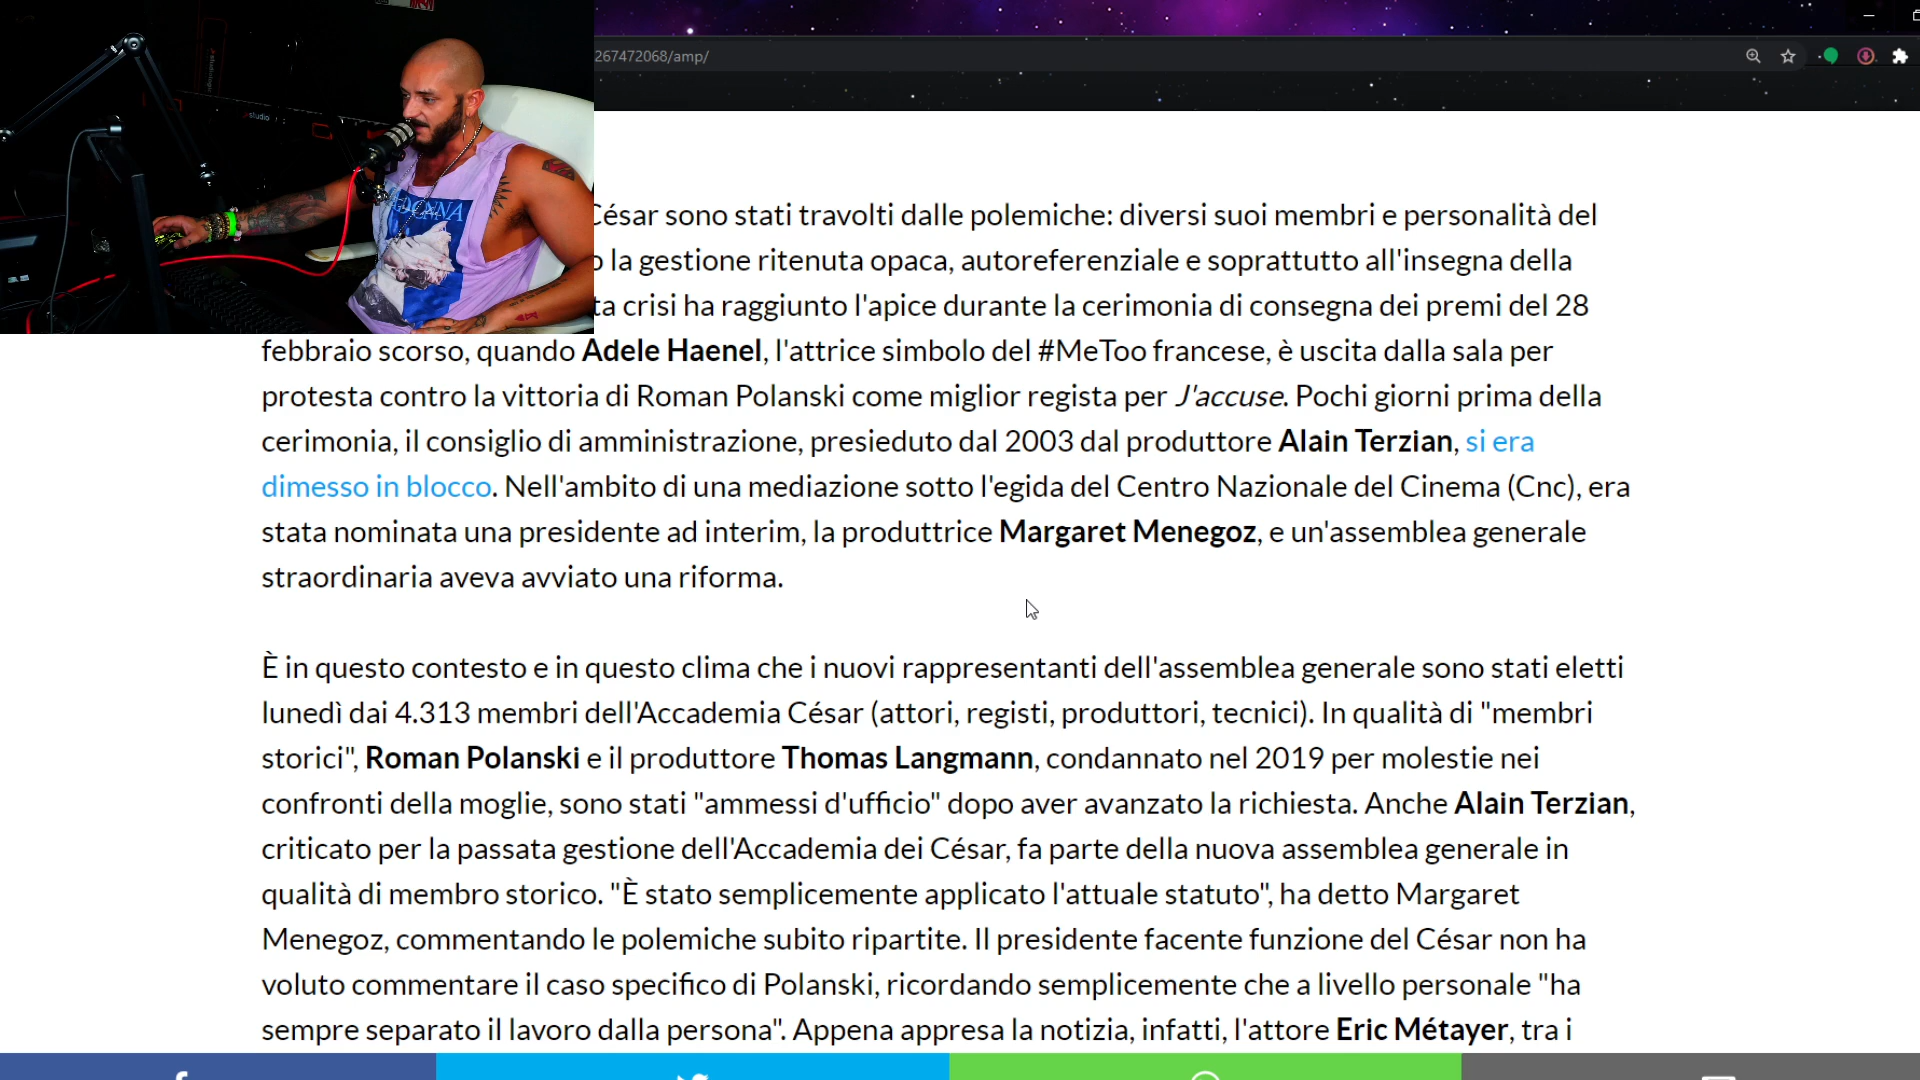 267472068/amp/
studio
MADONNA
César sono stati travolti dalle polemiche: diversi suoi membri e personalità del
o la gestione ritenuta opaca, autoreferenziale e soprattutto all'insegna della
ta crisi ha raggiunto l'apice durante la cerimonia di consegna dei premi del 28
febbraio scorso, quando Adele Haenel, l'attrice simbolo del #MeToo francese, è uscita dalla sala per
protesta contro la vittoria di Roman Polanski come miglior regista per J'accuse. Pochi giorni prima della
cerimonia, il consiglio di amministrazione, presieduto dal 2003 dal produttore Alain Terzian, si era
dimesso in blocco. Nell'ambito di una mediazione sotto l'egida del Centro Nazionale del Cinema (Cnc), era
stata nominata una presidente ad interim, la produttrice Margaret Menegoz, e un'assemblea generale
straordinaria aveva avviato una riforma.
È in questo contesto e in questo clima che i nuovi rappresentanti dell'assemblea generale sono stati eletti
lunedì dai 4.313 membri dell'Accademia César (attori, registi, produttori, tecnici). In qualità di "membri
storici", Roman Polanski e il produttore Thomas Langmann, condannato nel 2019 per molestie nei
confronti della moglie, sono stati "ammessi d'ufficio" dopo aver avanzato la richiesta. Anche Alain Terzian,
criticato per la passata gestione dell'Accademia dei César, fa parte della nuova assemblea generale in
qualità di membro storico. "È stato semplicemente applicato l'attuale statuto", ha detto Margaret
Menegoz, commentando le polemiche subito ripartite. Il presidente facente funzione del César non ha
voluto commentare il caso specifico di Polanski, ricordando semplicemente che a livello personale "ha
sempre separato il lavoro dalla persona". Appena appresa la notizia, infatti, l'attore Eric Métayer, tra i